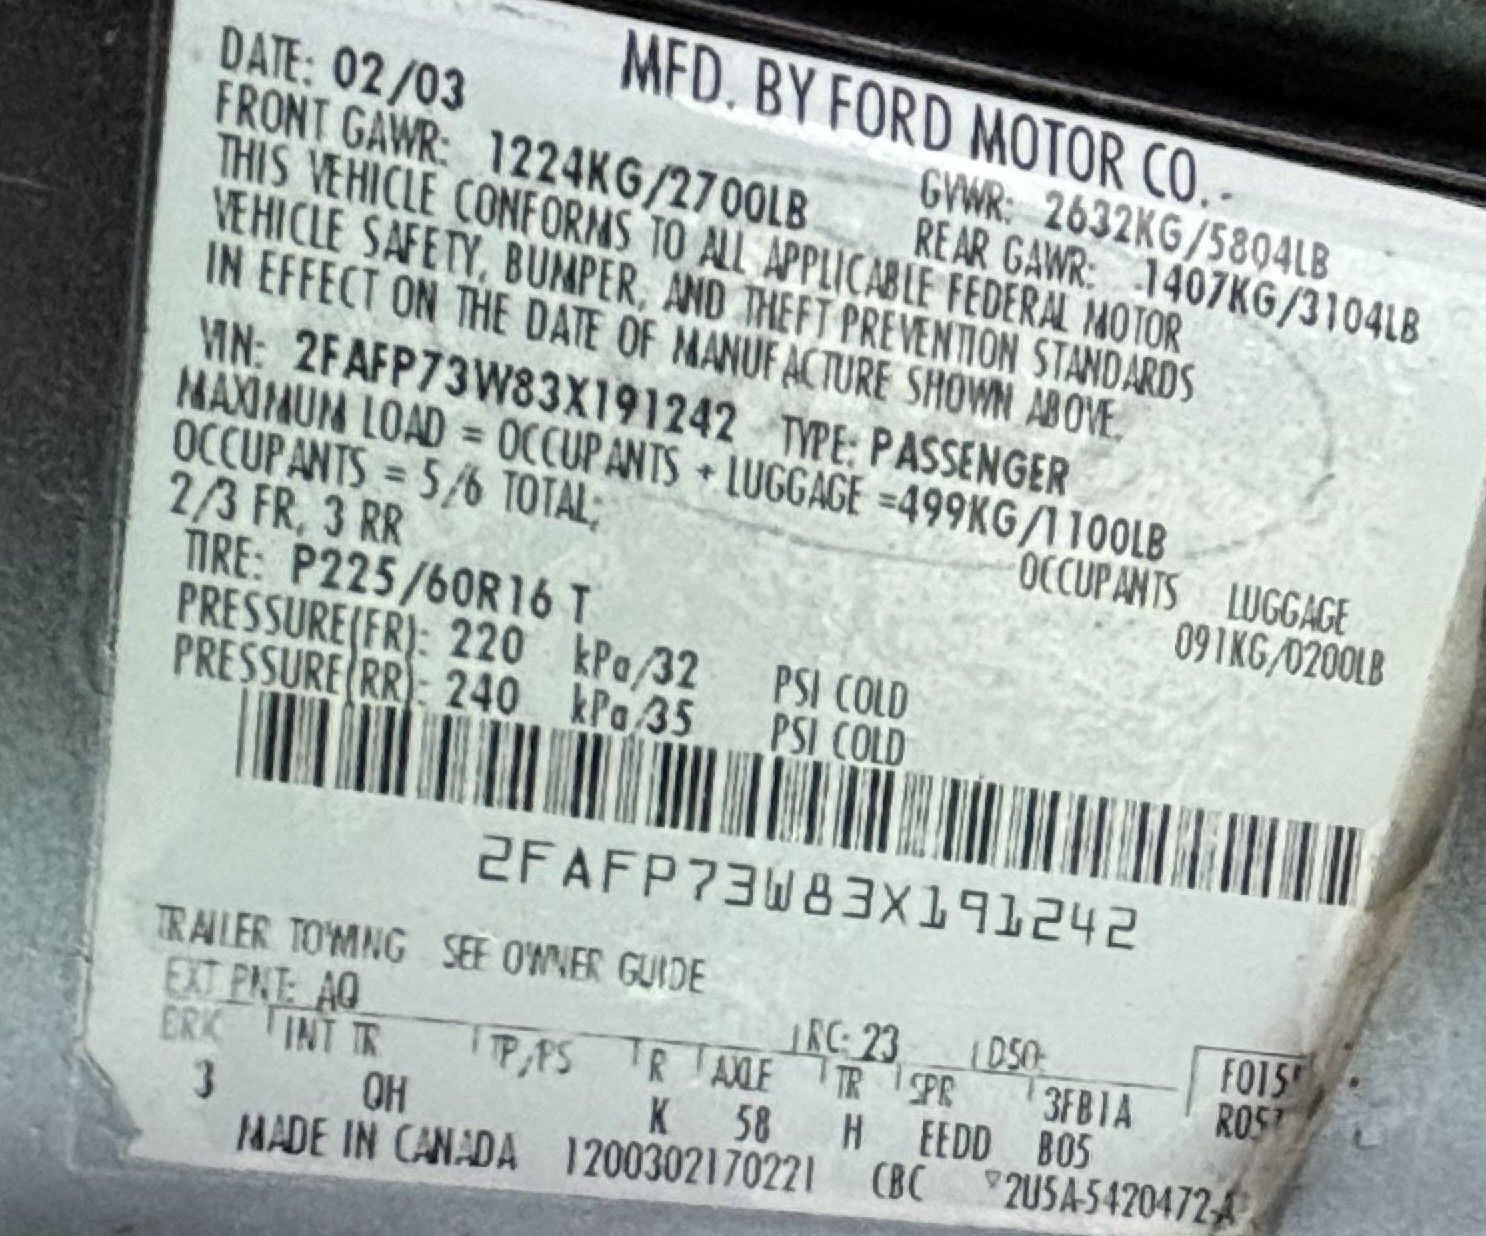 MFD. BY FORD MOTOR CO.
DATE: 02/03 GVWR: 2632KG/5804LB
FRONT GAWR: 1224KG/2700LB REAR GAWR: 1407KG/3104LB
THIS VEHICLE CONFORMS TO ALL APPLICABLE FEDERAL MOTOR
VEHICLE SAFETY, BUMPER, AND THEFT PREVENTION STANDARDS
IN EFFECT ON THE DATE OF MANUFACTURE SHOWN ABOVE.
VIN: 2FAFP73W83X191242 TYPE: PASSENGER
MAXIMUM LOAD = OCCUPANTS + LUGGAGE =499KG/1100LB
OCCUPANTS = 5/6 TOTAL; OCCUPANTS LUGGAGE
2/3 FR, 3 RR 091KG/0200LB
TIRE: P225/60R16 T
PRESSURE(FR): 220 kPa/32 PSI COLD
PRESSURE(RR): 240 kPa/35 PSI COLD
2FAFP73W83X191242
TRAILER TOWING SEE OWNER GUIDE
EXT PNT: AQ RC: 23 DSO: F015
BRK INT TR TP/PS R AXLE TR SPR 3FB1A R05
3 QH K 58 H EEDD B05
MADE IN CANADA 1200302170221 CBC 2U5A-5420472-A